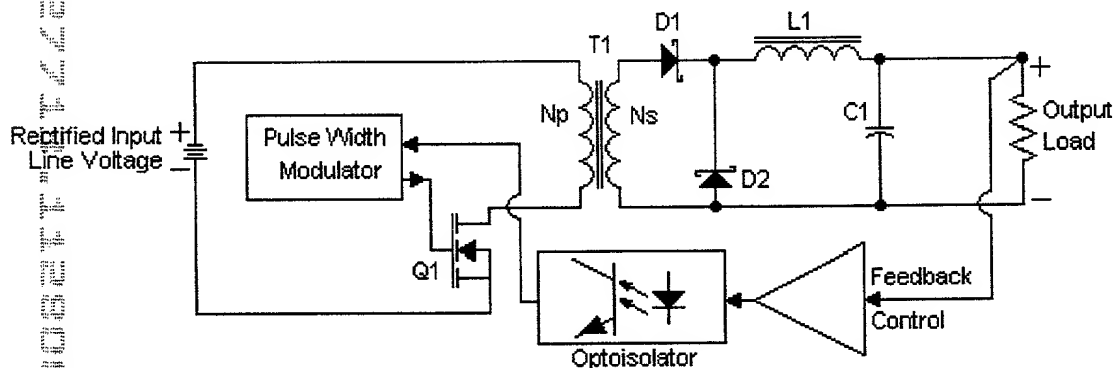 D1
L1
T1
+
Np
Ns
C1
Output
Load
Rectified Input +
Line Voltage −
Pulse Width
Modulator
D2
−
Q1
Feedback
Control
Optoisolator